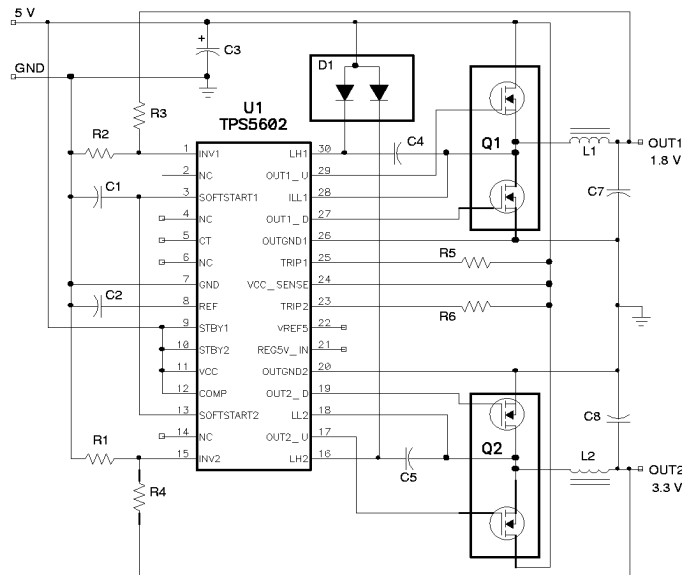 5 V
GND
C3
D1
R3
R2
U1
TPS5602
C4
Q1
L1
OUT1
1.8 V
C7
C1
C2
R5
R6
R1
R4
C5
Q2
C8
L2
OUT2
3.3 V
1 INV1 LH1 30
2 NC OUT1_U 29
3 SOFTSTART1 ILL1 28
4 NC OUT1_D 27
5 CT OUTGND1 26
6 NC TRIP1 25
7 GND VCC_SENSE 24
8 REF TRIP2 23
9 STBY1 VREF5 22
10 STBY2 REG5V_IN 21
11 VCC OUTGND2 20
12 COMP OUT2_D 19
13 SOFTSTART2 LL2 18
14 NC OUT2_U 17
15 INV2 LH2 16
+